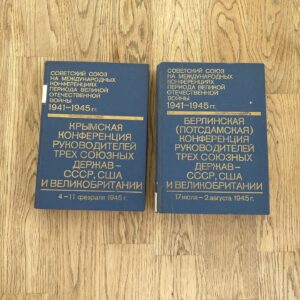 СОВЕТСКИЙ СОЮЗ
НА МЕЖДУНАРОДНЫХ
КОНФЕРЕНЦИЯХ
ПЕРИОДА ВЕЛИКОЙ
ОТЕЧЕСТВЕННОЙ
ВОЙНЫ
1941–1945 гг.
КРЫМСКАЯ
КОНФЕРЕНЦИЯ
РУКОВОДИТЕЛЕЙ
ТРЕХ СОЮЗНЫХ
ДЕРЖАВ –
СССР, США
И ВЕЛИКОБРИТАНИИ
4–11 февраля 1945 г.
СОВЕТСКИЙ СОЮЗ
НА МЕЖДУНАРОДНЫХ
КОНФЕРЕНЦИЯХ
ПЕРИОДА ВЕЛИКОЙ
ОТЕЧЕСТВЕННОЙ
ВОЙНЫ
1941–1945 гг.
БЕРЛИНСКАЯ
(ПОТСДАМСКАЯ)
КОНФЕРЕНЦИЯ
РУКОВОДИТЕЛЕЙ
ТРЕХ СОЮЗНЫХ
ДЕРЖАВ –
СССР, США
И ВЕЛИКОБРИТАНИИ
17 июля – 2 августа 1945 г.